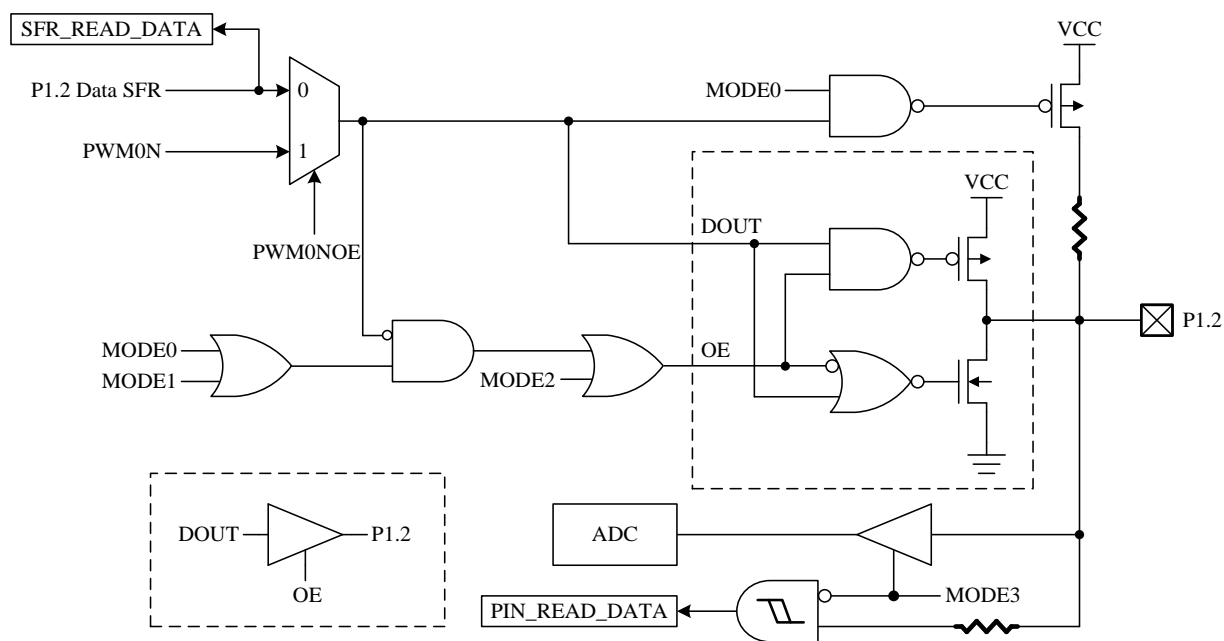 SFR_READ_DATA
VCC
P1.2 Data SFR
0
MODE0
PWM0N
1
VCC
DOUT
PWM0NOE
P1.2
MODE0
MODE1
MODE2
OE
DOUT
P1.2
OE
ADC
MODE3
PIN_READ_DATA